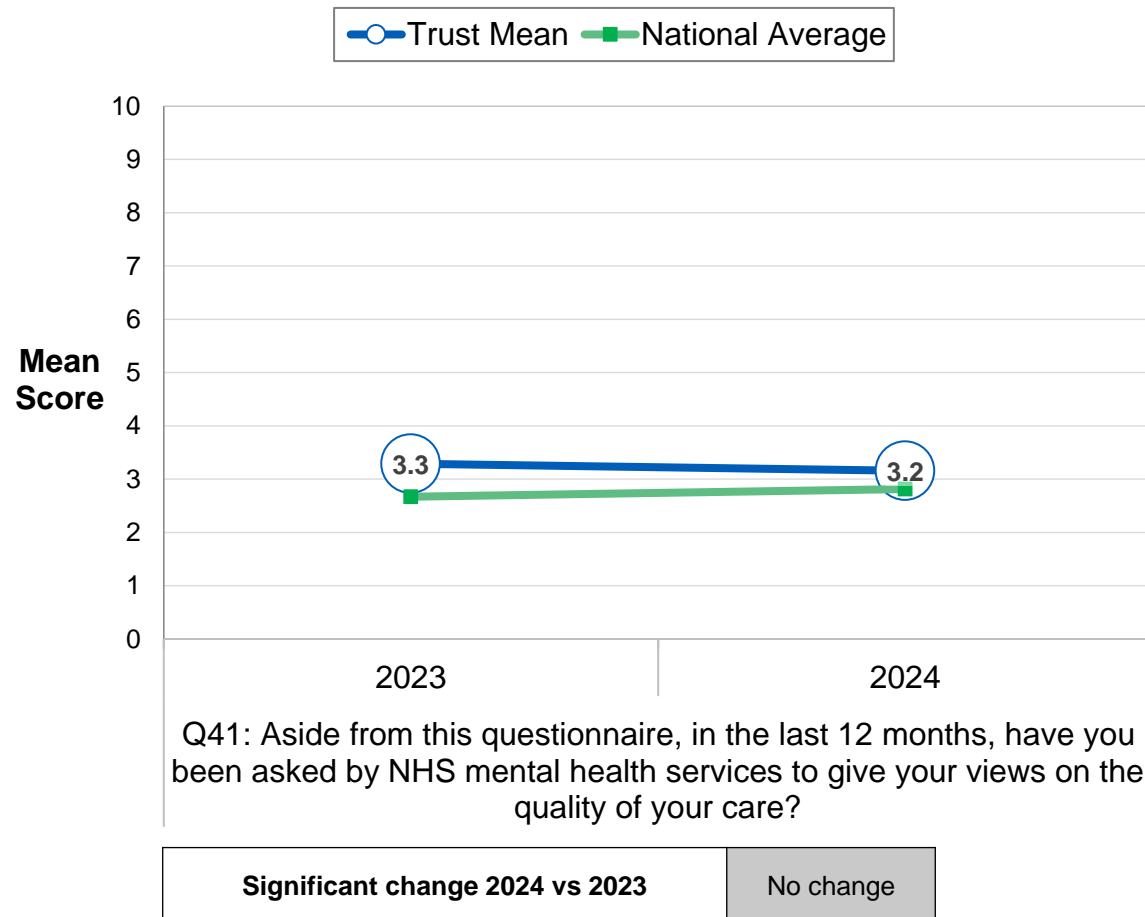 Trust Mean National Average
10
9
8
7
6
5
4
3
2
1
0
Mean
Score
3.3
3.2
2023 2024
Q41: Aside from this questionnaire, in the last 12 months, have you
been asked by NHS mental health services to give your views on the
quality of your care?
Significant change 2024 vs 2023 No change